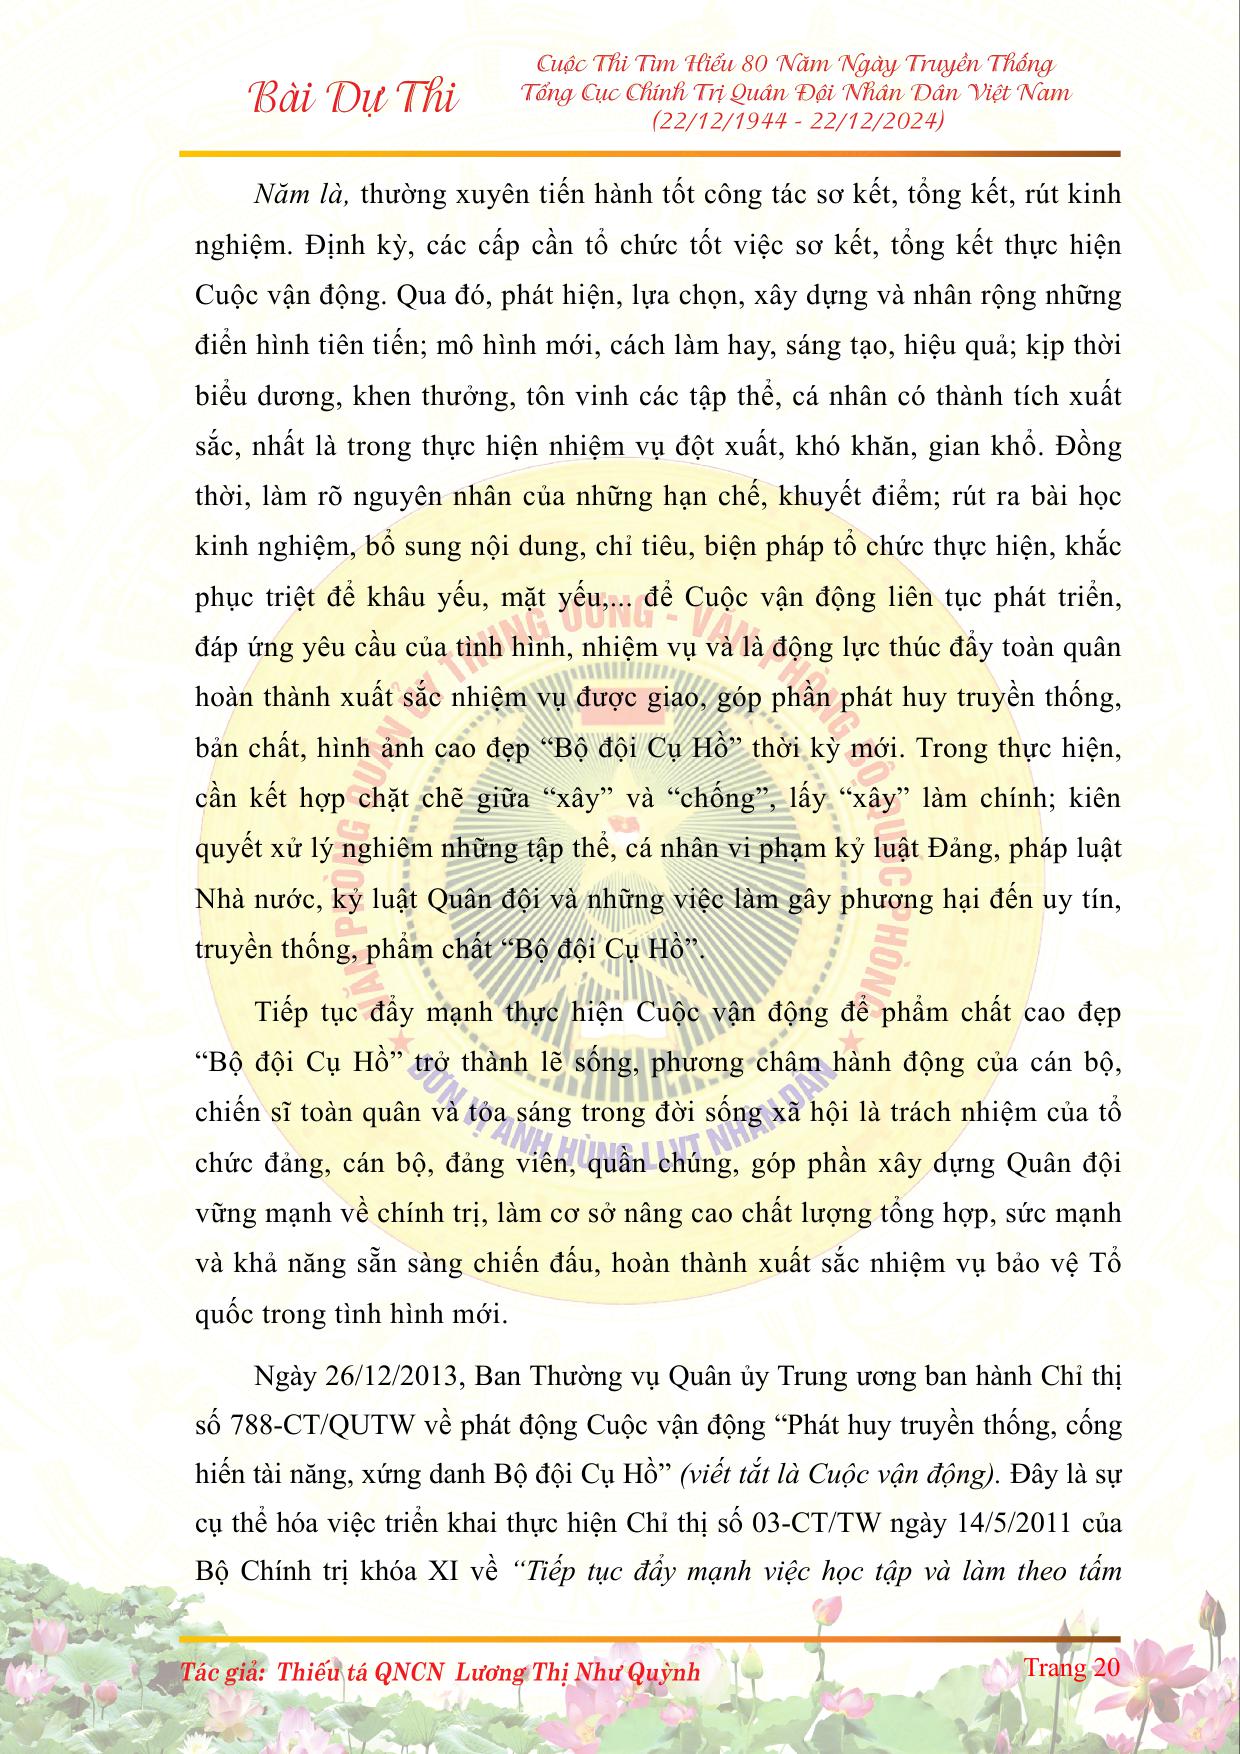 Bài Dự Thi
Cuộc Thi Tìm Hiểu 80 Năm Ngày Truyền Thống
Tổng Cục Chính Trị Quân Đội Nhân Dân Việt Nam
(22/12/1944 - 22/12/2024)
Năm là, thường xuyên tiến hành tốt công tác sơ kết, tổng kết, rút kinh
nghiệm. Định kỳ, các cấp cần tổ chức tốt việc sơ kết, tổng kết thực hiện
Cuộc vận động. Qua đó, phát hiện, lựa chọn, xây dựng và nhân rộng những
điển hình tiên tiến; mô hình mới, cách làm hay, sáng tạo, hiệu quả; kịp thời
biểu dương, khen thưởng, tôn vinh các tập thể, cá nhân có thành tích xuất
sắc, nhất là trong thực hiện nhiệm vụ đột xuất, khó khăn, gian khổ. Đồng
thời, làm rõ nguyên nhân của những hạn chế, khuyết điểm; rút ra bài học
kinh nghiệm, bổ sung nội dung, chỉ tiêu, biện pháp tổ chức thực hiện, khắc
phục triệt để khâu yếu, mặt yếu,... để Cuộc vận động liên tục phát triển,
đáp ứng yêu cầu của tình hình, nhiệm vụ và là động lực thúc đẩy toàn quân
hoàn thành xuất sắc nhiệm vụ được giao, góp phần phát huy truyền thống,
bản chất, hình ảnh cao đẹp “Bộ đội Cụ Hồ” thời kỳ mới. Trong thực hiện,
cần kết hợp chặt chẽ giữa “xây” và “chống”, lấy “xây” làm chính; kiên
quyết xử lý nghiêm những tập thể, cá nhân vi phạm kỷ luật Đảng, pháp luật
Nhà nước, kỷ luật Quân đội và những việc làm gây phương hại đến uy tín,
truyền thống, phẩm chất “Bộ đội Cụ Hồ”.
Tiếp tục đẩy mạnh thực hiện Cuộc vận động để phẩm chất cao đẹp
“Bộ đội Cụ Hồ” trở thành lẽ sống, phương châm hành động của cán bộ,
chiến sĩ toàn quân và tỏa sáng trong đời sống xã hội là trách nhiệm của tổ
chức đảng, cán bộ, đảng viên, quần chúng, góp phần xây dựng Quân đội
vững mạnh về chính trị, làm cơ sở nâng cao chất lượng tổng hợp, sức mạnh
và khả năng sẵn sàng chiến đấu, hoàn thành xuất sắc nhiệm vụ bảo vệ Tổ
quốc trong tình hình mới.
Ngày 26/12/2013, Ban Thường vụ Quân ủy Trung ương ban hành Chỉ thị
số 788-CT/QUTW về phát động Cuộc vận động “Phát huy truyền thống, cống
hiến tài năng, xứng danh Bộ đội Cụ Hồ” (viết tắt là Cuộc vận động). Đây là sự
cụ thể hóa việc triển khai thực hiện Chỉ thị số 03-CT/TW ngày 14/5/2011 của
Bộ Chính trị khóa XI về “Tiếp tục đẩy mạnh việc học tập và làm theo tấm
VĂN PHÒNG QUÂN ỦY TRUNG ƯƠNG - VĂN PHÒNG BỘ QUỐC PHÒNG
ĐƠN VỊ ANH HÙNG LLVT NHÂN DÂN
Tác giả: Thiếu tá QNCN Lương Thị Như Quỳnh
Trang 20